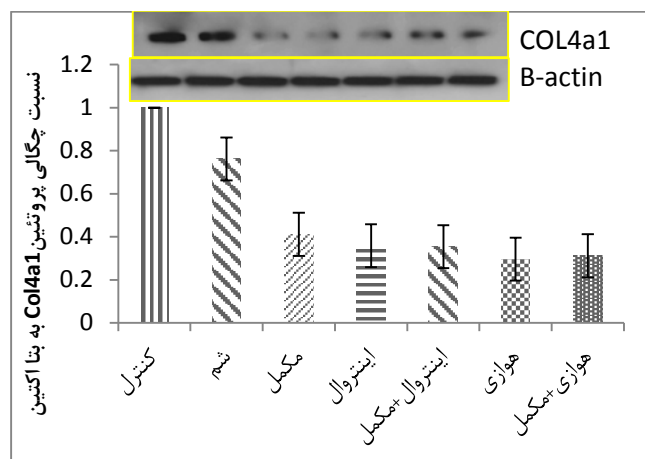 COL4a1
B-actin
نسبت چگالی پروتئین Col4a1 به بتا اکتین
1.2
1
0.8
0.6
0.4
0.2
0
کنترل
شم
مکمل
اینتروال
اینتروال+مکمل
هوازی
هوازی+مکمل